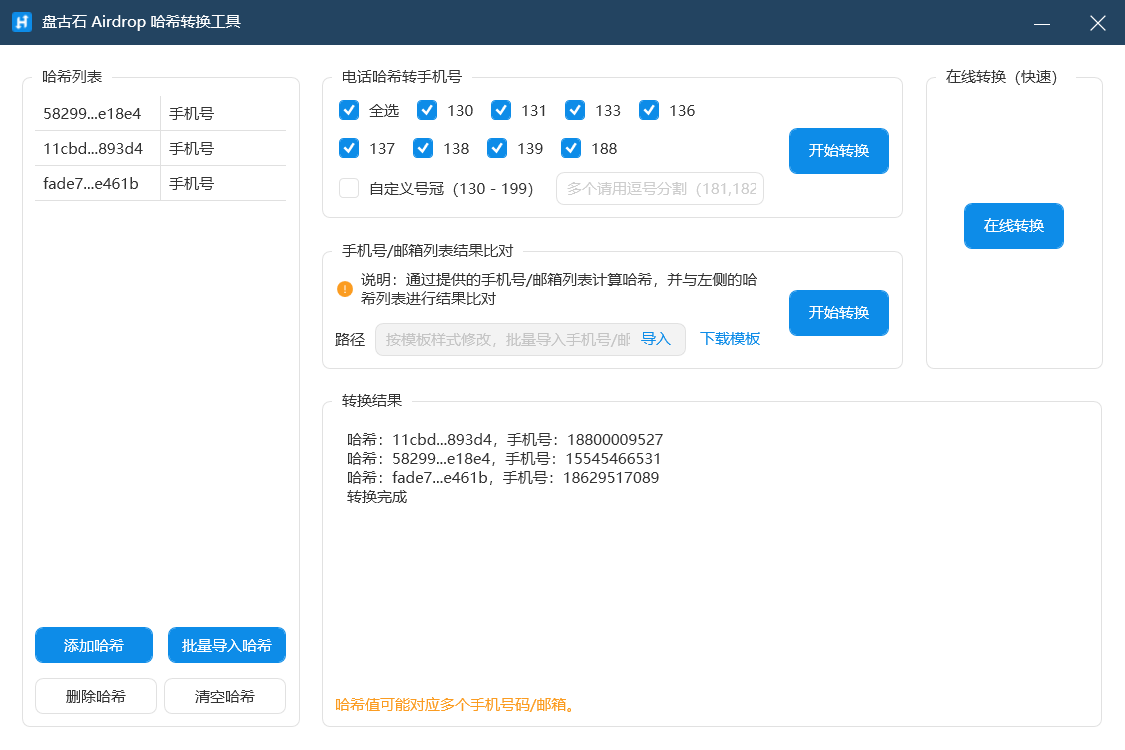 盘古石 Airdrop 哈希转换工具
哈希列表
58299...e18e4 手机号
11cbd...893d4 手机号
fade7...e461b 手机号
添加哈希 批量导入哈希
删除哈希 清空哈希
电话哈希转手机号
全选 130 131 133 136
137 138 139 188
自定义号冠（130 - 199） 多个请用逗号分割（181,182
开始转换
手机号/邮箱列表结果比对
说明：通过提供的手机号/邮箱列表计算哈希，并与左侧的哈
希列表进行结果比对
路径 按模板样式修改，批量导入手机号/邮 导入 下载模板
开始转换
在线转换（快速）
在线转换
转换结果
哈希：11cbd...893d4，手机号：18800009527
哈希：58299...e18e4，手机号：15545466531
哈希：fade7...e461b，手机号：18629517089
转换完成
哈希值可能对应多个手机号码/邮箱。